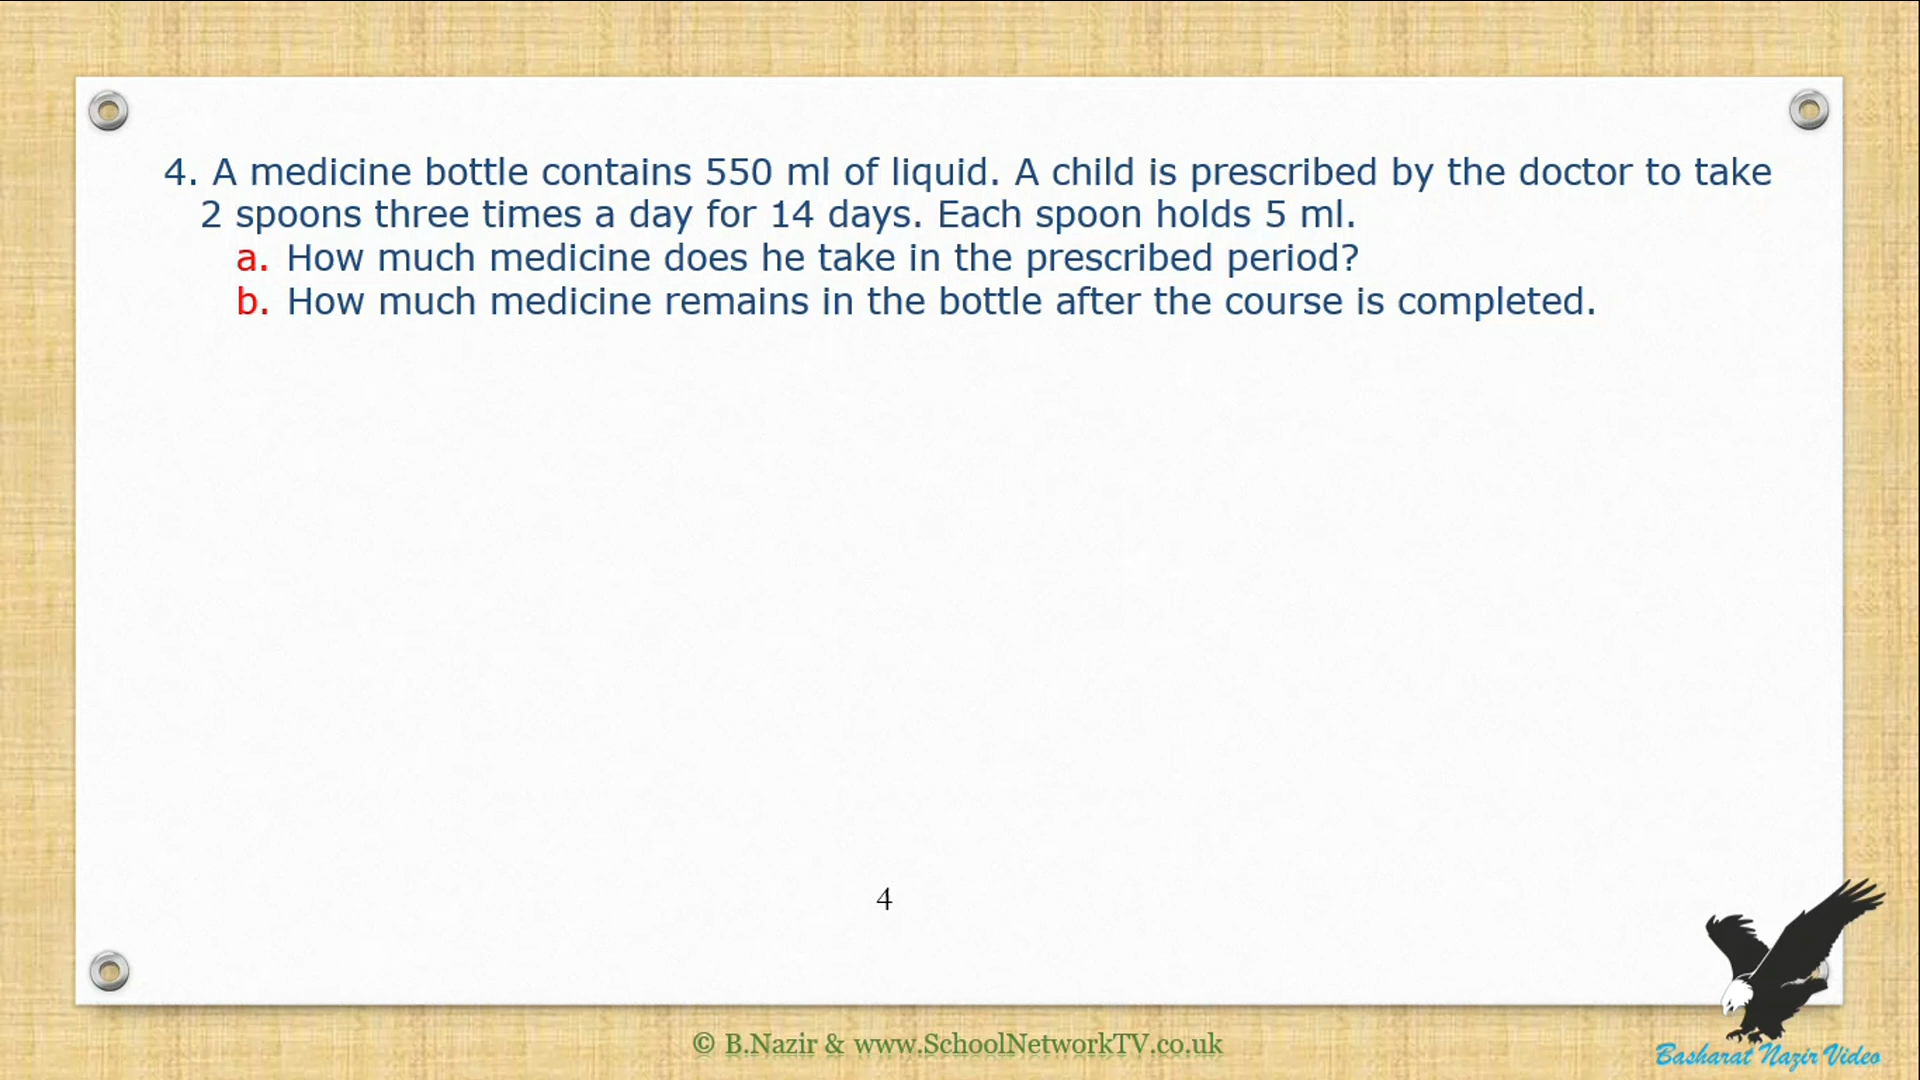 4. A medicine bottle contains 550 ml of liquid. A child is prescribed by the doctor to take
2 spoons three times a day for 14 days. Each spoon holds 5 ml.
a. How much medicine does he take in the prescribed period?
b. How much medicine remains in the bottle after the course is completed.
4
© B.Nazir & www.SchoolNetworkTV.co.uk
Basharat Nazir Video